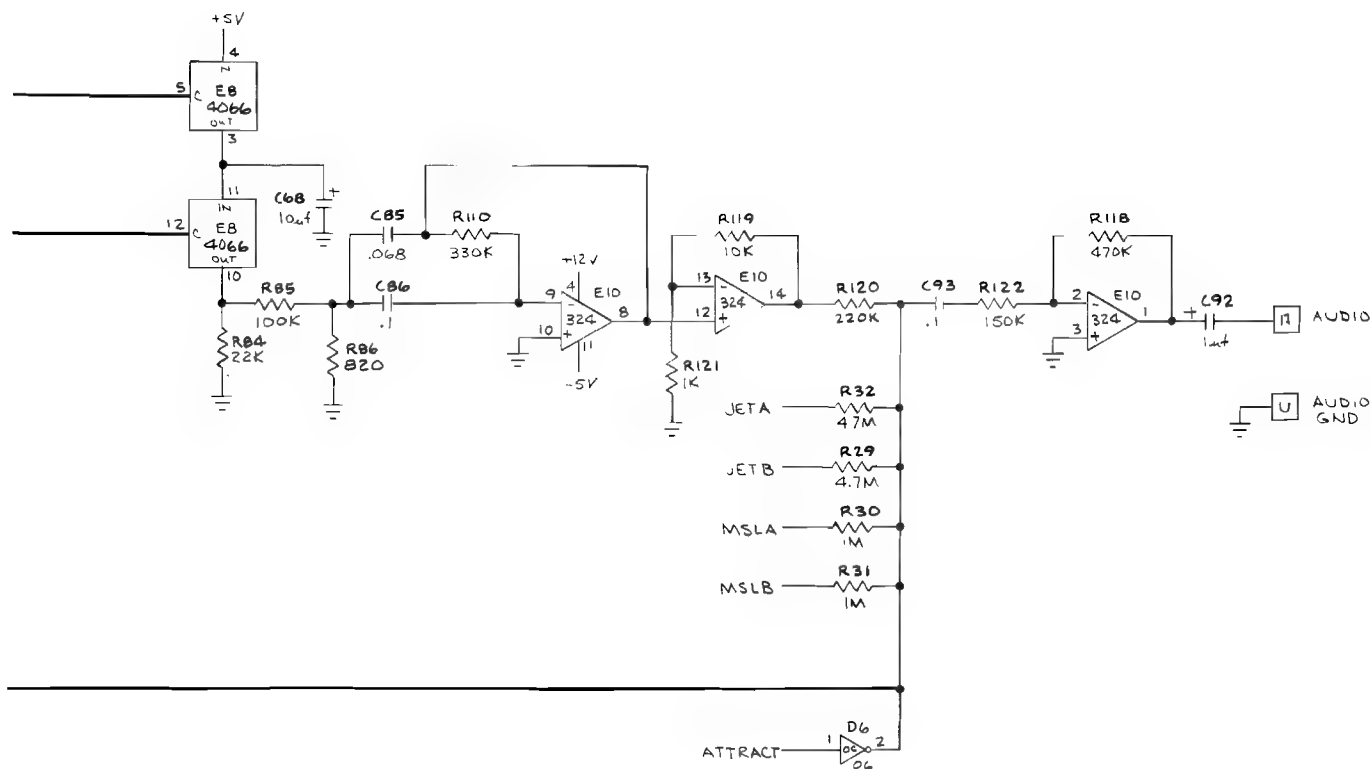 +5V
4
IN
5 C E8
4066
OUT
3
11
IN
12 C E8
4066
OUT
10
C68 +
10uf
R85
100K
R84
22K
R86
820
C85
.068
R110
330K
C86
.1
+12V
4
9 - E10
324 8
10 +
11
-5V
R119
10K
13 - E10
324 14
12 +
R121
1K
R120
220K
C93
.1
R122
150K
R118
470K
2 - E10
324 1
3 +
+ C92
1uf
AUDIO
U AUDIO
GND
JETA R32
4.7M
JETB R29
4.7M
MSLA R30
1M
MSLB R31
1M
ATTRACT 1 D6 2
06
06